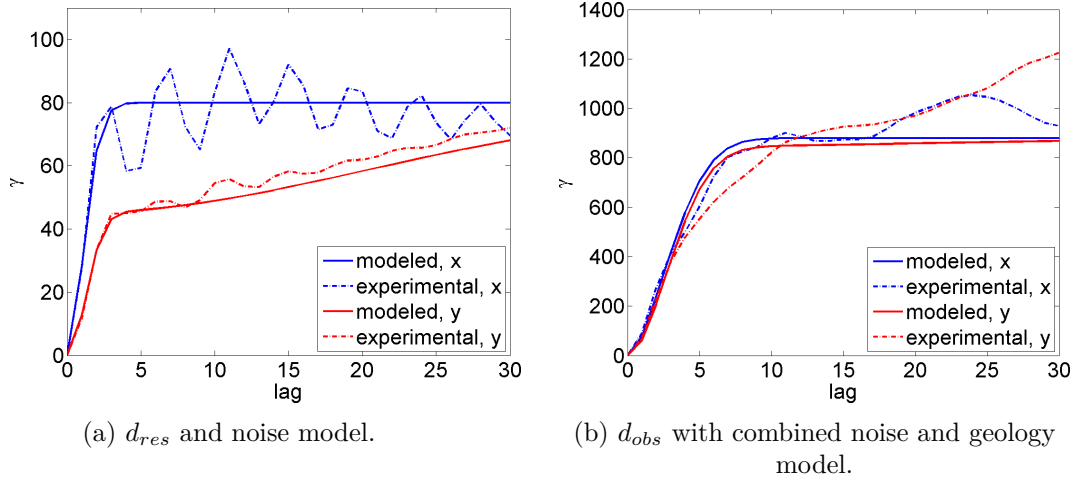 100
80
60
40
20
0
γ
0 5 10 15 20 25 30
lag
modeled, x
experimental, x
modeled, y
experimental, y
(a) d_res and noise model.
1400
1200
1000
800
600
400
200
0
γ
0 5 10 15 20 25 30
lag
modeled, x
experimental, x
modeled, y
experimental, y
(b) d_obs with combined noise and geology
model.